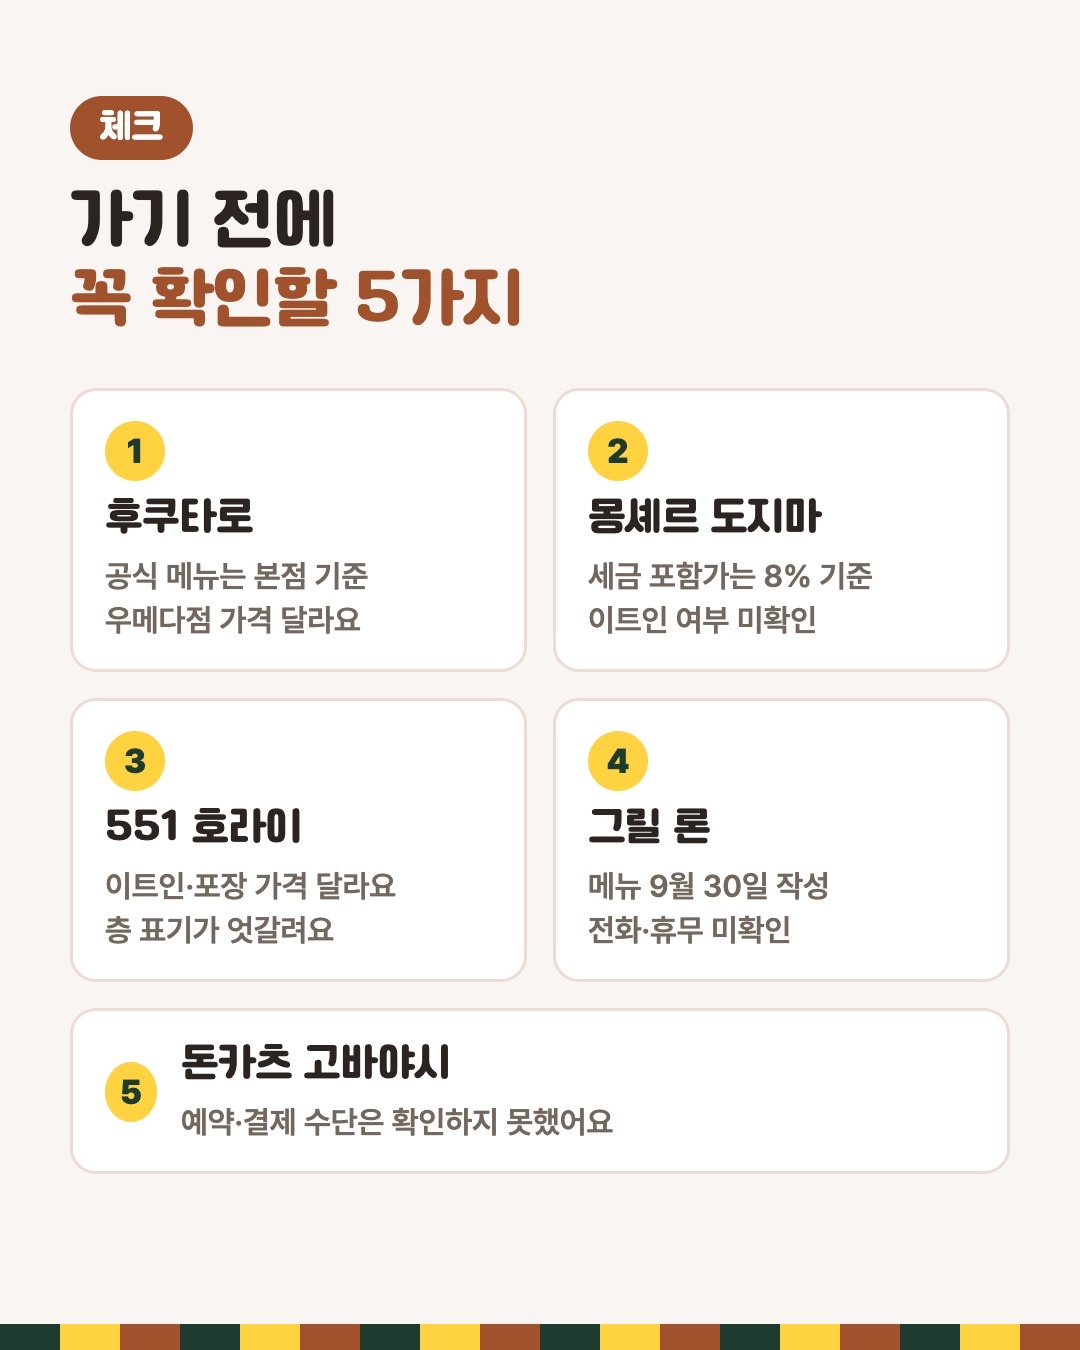 체크
가기 전에
꼭 확인할 5가지
1
후쿠타로
공식 메뉴는 본점 기준
우메다점 가격 달라요
2
몽셰르 도지마
세금 포함가는 8% 기준
이트인 여부 미확인
3
551 호라이
이트인·포장 가격 달라요
층 표기가 엇갈려요
4
그릴 론
메뉴 9월 30일 작성
전화·휴무 미확인
5
돈카츠 고바야시
예약·결제 수단은 확인하지 못했어요